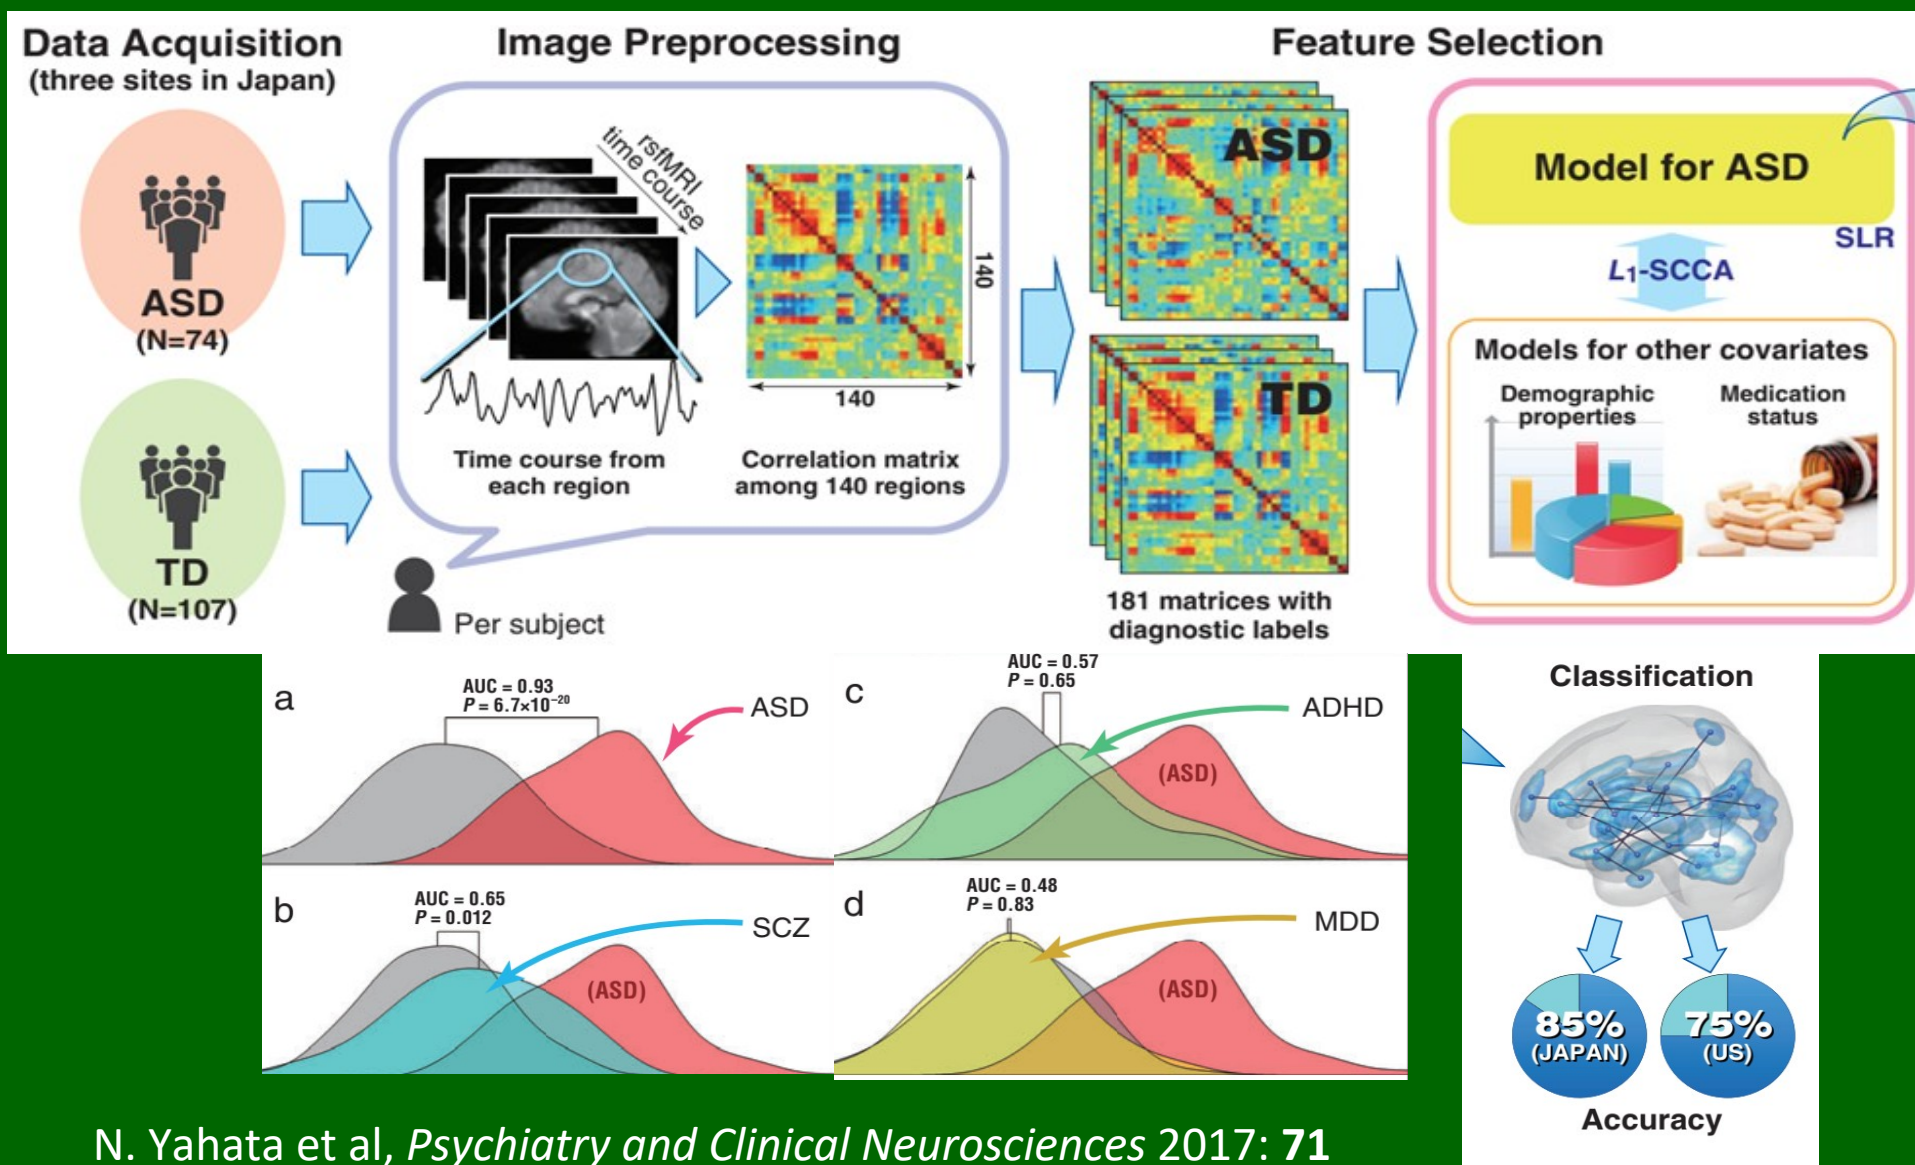 Data Acquisition
(three sites in Japan)
ASD
(N=74)
TD
(N=107)
Image Preprocessing
rsfMRI
time course
140
140
Time course from
each region
Correlation matrix
among 140 regions
Per subject
Feature Selection
ASD
TD
181 matrices with
diagnostic labels
Model for ASD
SLR
L1-SCCA
Models for other covariates
Demographic
properties
Medication
status
a
AUC = 0.93
P = 6.7×10⁻²⁰
ASD
b
AUC = 0.65
P = 0.012
SCZ
(ASD)
c
AUC = 0.57
P = 0.65
ADHD
(ASD)
d
AUC = 0.48
P = 0.83
MDD
(ASD)
Classification
85%
(JAPAN)
75%
(US)
Accuracy
N. Yahata et al, Psychiatry and Clinical Neurosciences 2017: 71